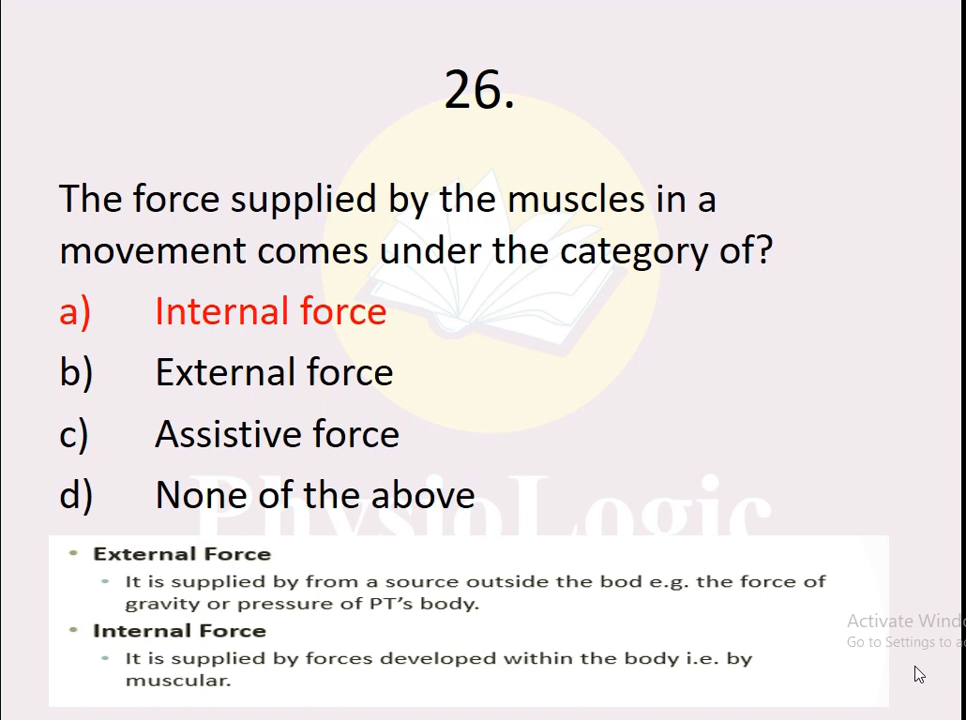 26.
The force supplied by the muscles in a
movement comes under the category of?
a) Internal force
b) External force
c) Assistive force
d) None of the above
PhysioLogic
• External Force
• It is supplied by from a source outside the bod e.g. the force of
gravity or pressure of PT's body.
• Internal Force
• It is supplied by forces developed within the body i.e. by
muscular.
Activate Wind
Go to Settings to a